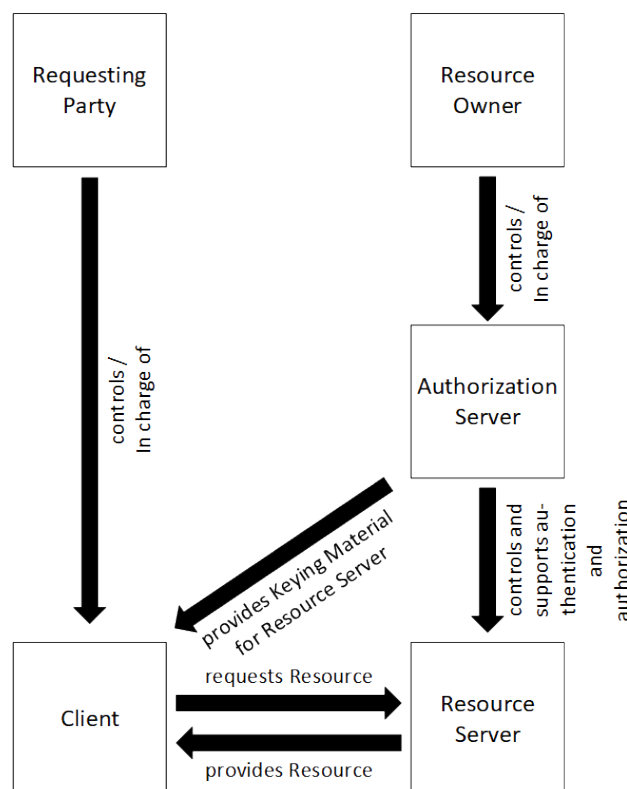 Requesting
Party
Resource
Owner
controls /
In charge of
controls /
In charge of
Authorization
Server
provides Keying Material
for Resource Server
controls and
supports au-
thentication
and
authorization
Client
requests Resource
provides Resource
Resource
Server